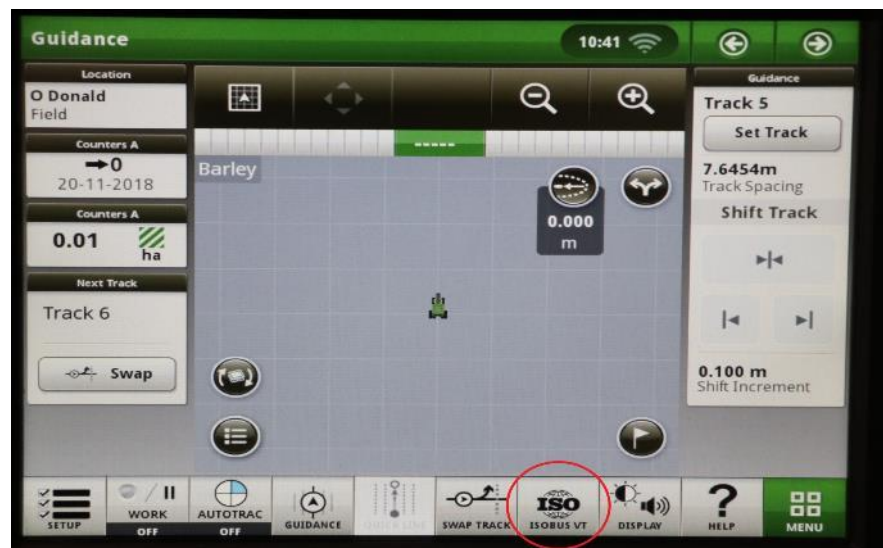 Guidance
10:41
Location
O Donald
Field
Counters A
0
20-11-2018
Counters A
0.01
ha
Next Track
Track 6
Swap
Barley
-----
0.000
m
Guidance
Track 5
Set Track
7.6454m
Track Spacing
Shift Track
0.100 m
Shift Increment
SETUP
WORK
OFF
AUTOTRAC
OFF
GUIDANCE
SWAP TRACK
ISO
ISOBUS VT
DISPLAY
?
HELP
MENU